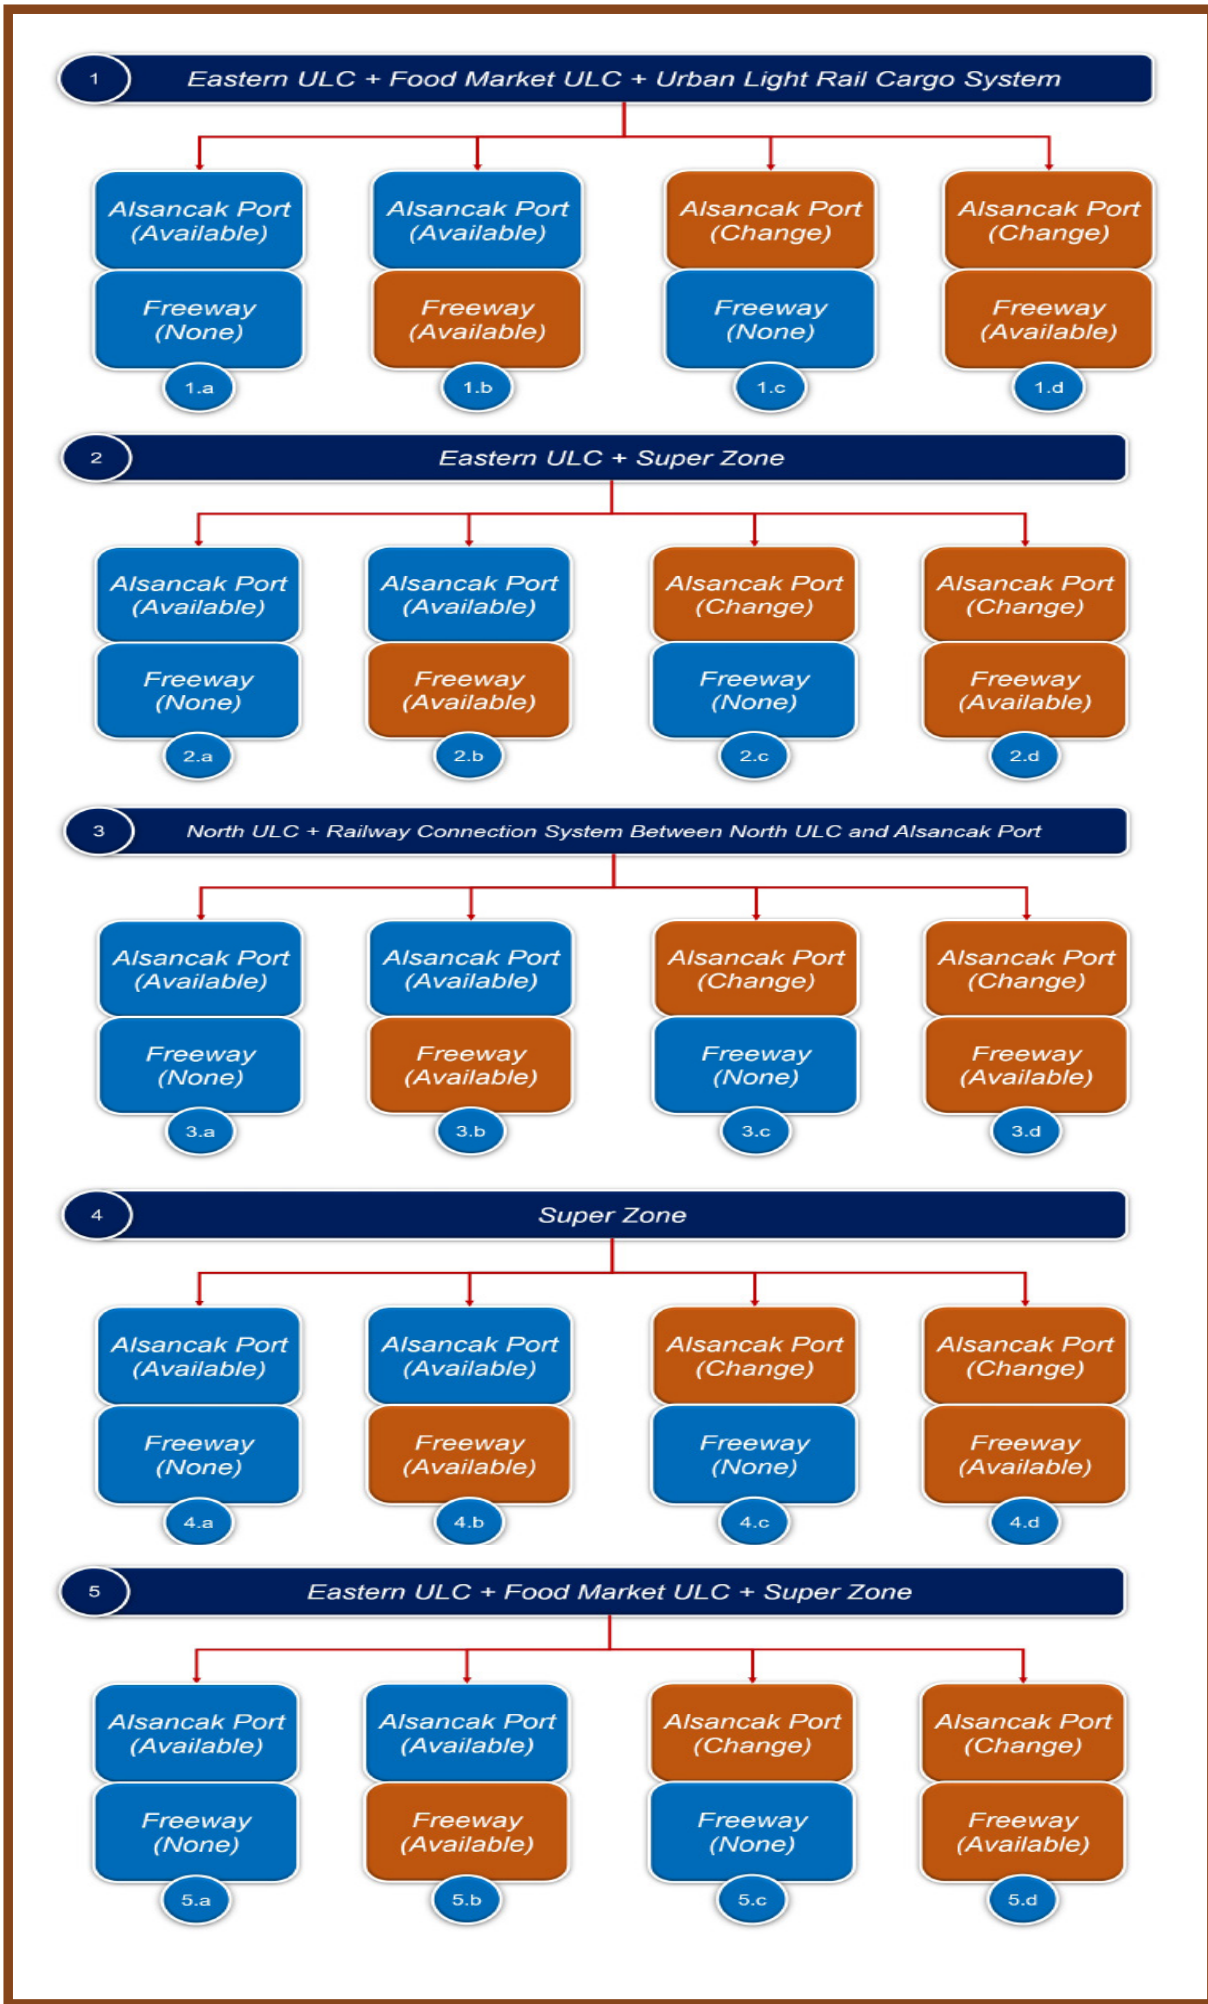 1
Eastern ULC + Food Market ULC + Urban Light Rail Cargo System
Alsancak Port
(Available)
Freeway
(None)
1.a
Alsancak Port
(Available)
Freeway
(Available)
1.b
Alsancak Port
(Change)
Freeway
(None)
1.c
Alsancak Port
(Change)
Freeway
(Available)
1.d
2
Eastern ULC + Super Zone
Alsancak Port
(Available)
Freeway
(None)
2.a
Alsancak Port
(Available)
Freeway
(Available)
2.b
Alsancak Port
(Change)
Freeway
(None)
2.c
Alsancak Port
(Change)
Freeway
(Available)
2.d
3
North ULC + Railway Connection System Between North ULC and Alsancak Port
Alsancak Port
(Available)
Freeway
(None)
3.a
Alsancak Port
(Available)
Freeway
(Available)
3.b
Alsancak Port
(Change)
Freeway
(None)
3.c
Alsancak Port
(Change)
Freeway
(Available)
3.d
4
Super Zone
Alsancak Port
(Available)
Freeway
(None)
4.a
Alsancak Port
(Available)
Freeway
(Available)
4.b
Alsancak Port
(Change)
Freeway
(None)
4.c
Alsancak Port
(Change)
Freeway
(Available)
4.d
5
Eastern ULC + Food Market ULC + Super Zone
Alsancak Port
(Available)
Freeway
(None)
5.a
Alsancak Port
(Available)
Freeway
(Available)
5.b
Alsancak Port
(Change)
Freeway
(None)
5.c
Alsancak Port
(Change)
Freeway
(Available)
5.d